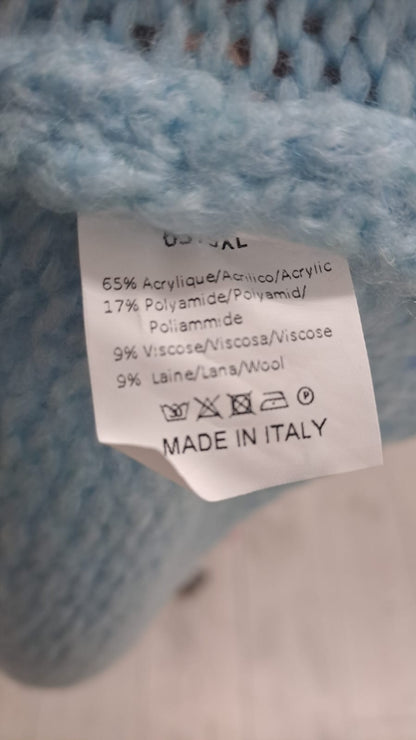 65% Acrylique/Acrilico/Acrylic
17% Polyamide/Polyamid/
Poliammide
9% Viscose/Viscosa/Viscose
9% Laine/Lana/Wool
MADE IN ITALY